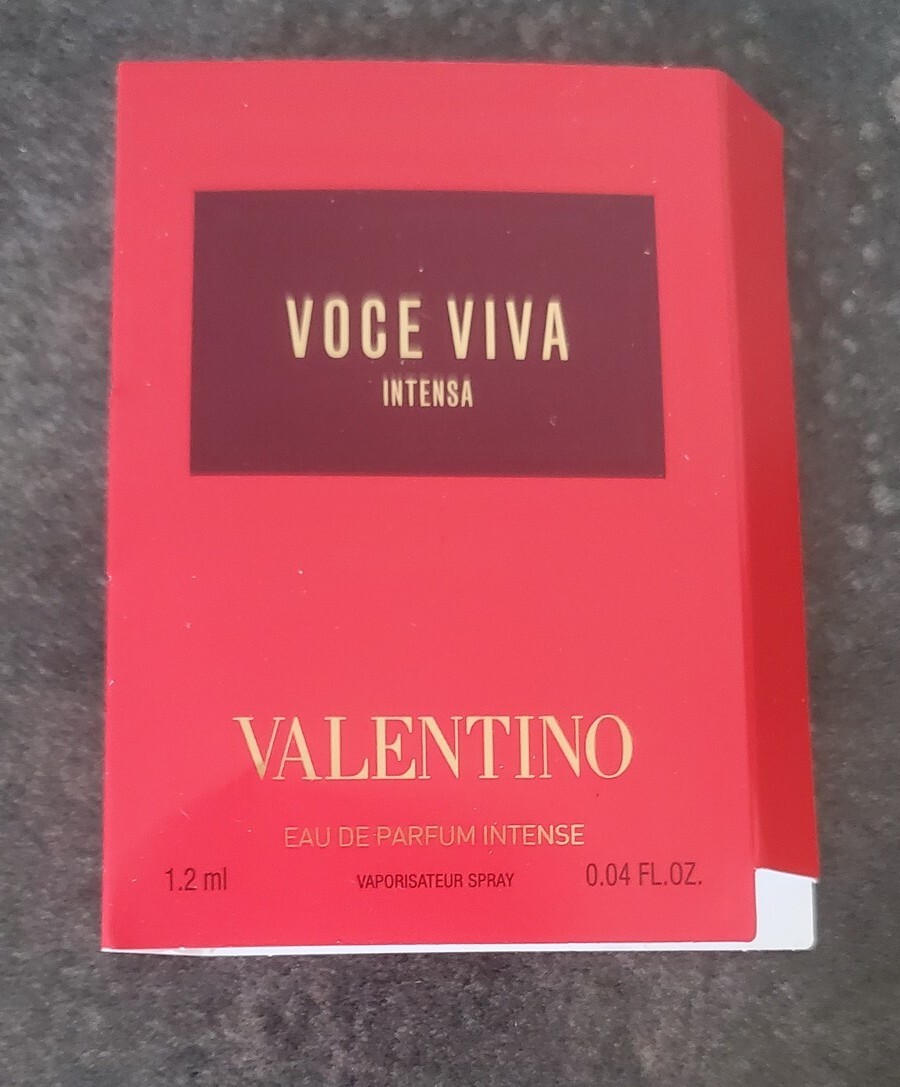 VOCE VIVA
INTENSA
VALENTINO
EAU DE PARFUM INTENSE
1.2 ml VAPORISATEUR SPRAY 0.04 FL.OZ.